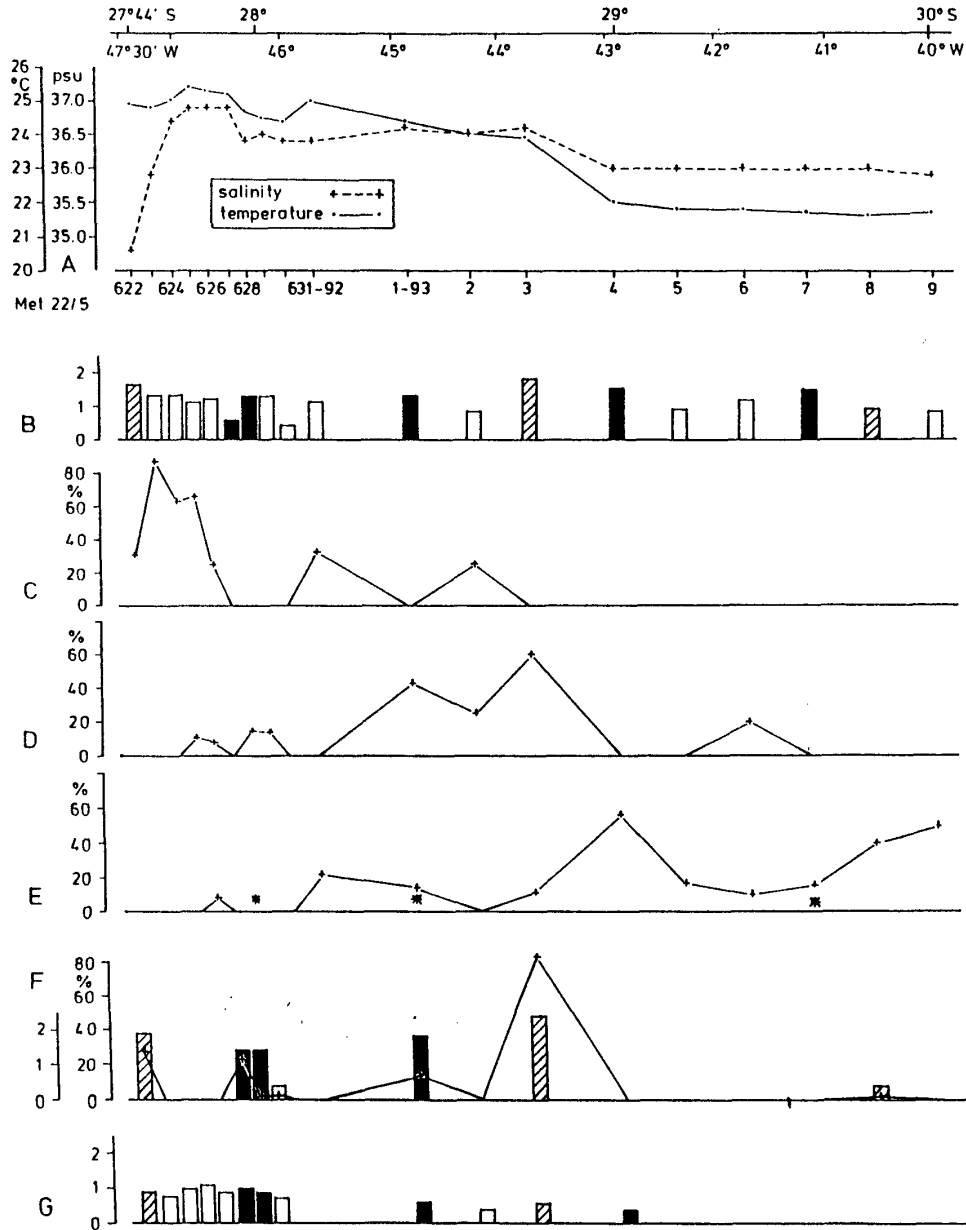 27°44' S 28° 29° 30° S
47°30' W 46° 45° 44° 43° 42° 41° 40° W
26 °C psu
25 37.0
24 36.5
23 36.0
22 35.5
21 35.0
20
salinity
temperature
A
622 624 626 628 631-92 1-93 2 3 4 5 6 7 8 9
Met 22/5
2
1
0
B
80
%
60
40
20
0
C
%
60
40
20
0
D
%
60
40
20
0
E
F
80
%
60
2 40
1 20
0 0
2
1
0
G